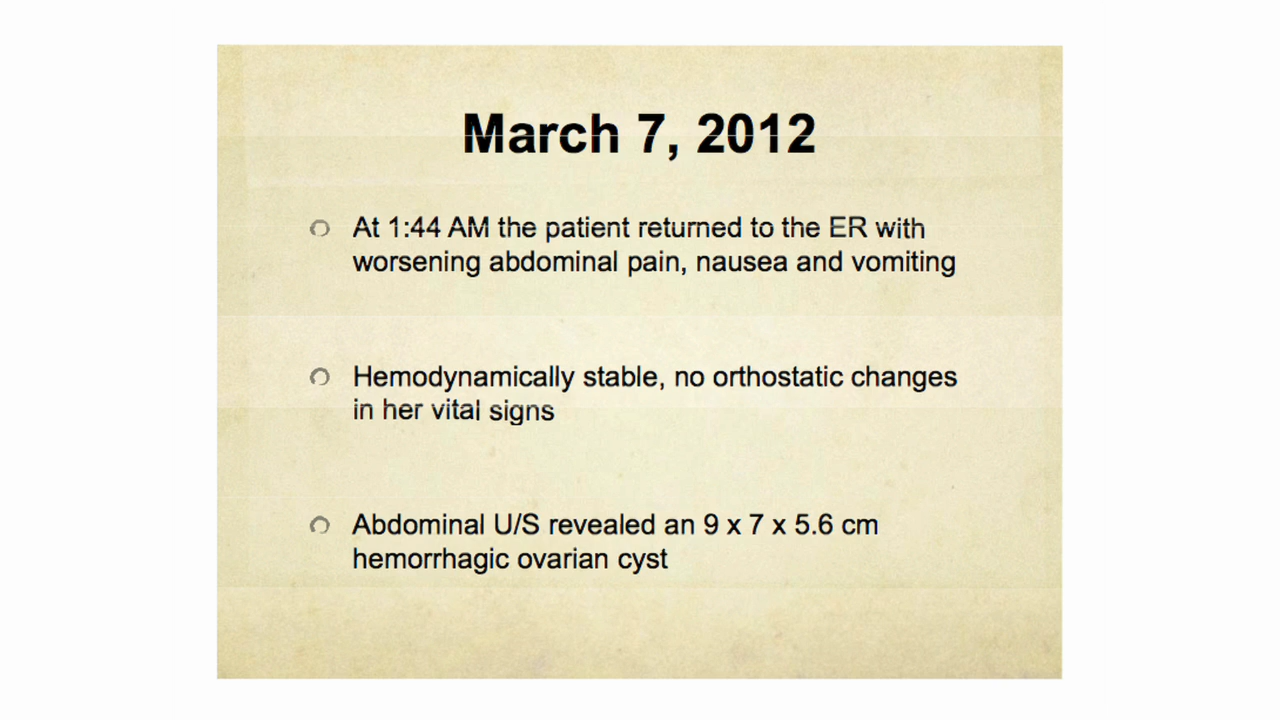 March 7, 2012
At 1:44 AM the patient returned to the ER with
worsening abdominal pain, nausea and vomiting
Hemodynamically stable, no orthostatic changes
in her vital signs
Abdominal U/S revealed an 9 x 7 x 5.6 cm
hemorrhagic ovarian cyst